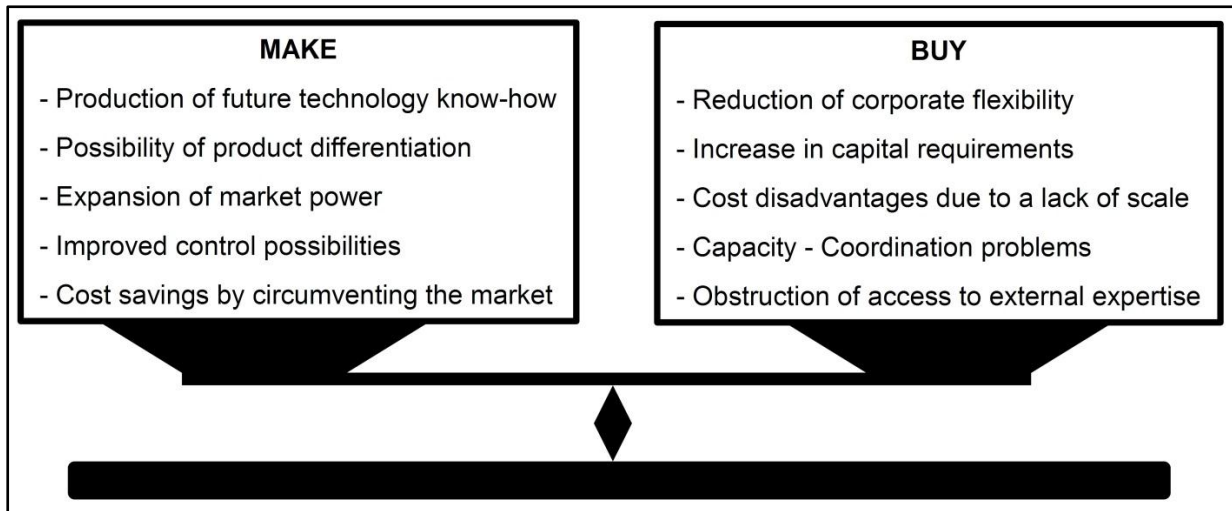 MAKE
- Production of future technology know-how
- Possibility of product differentiation
- Expansion of market power
- Improved control possibilities
- Cost savings by circumventing the market
BUY
- Reduction of corporate flexibility
- Increase in capital requirements
- Cost disadvantages due to a lack of scale
- Capacity - Coordination problems
- Obstruction of access to external expertise